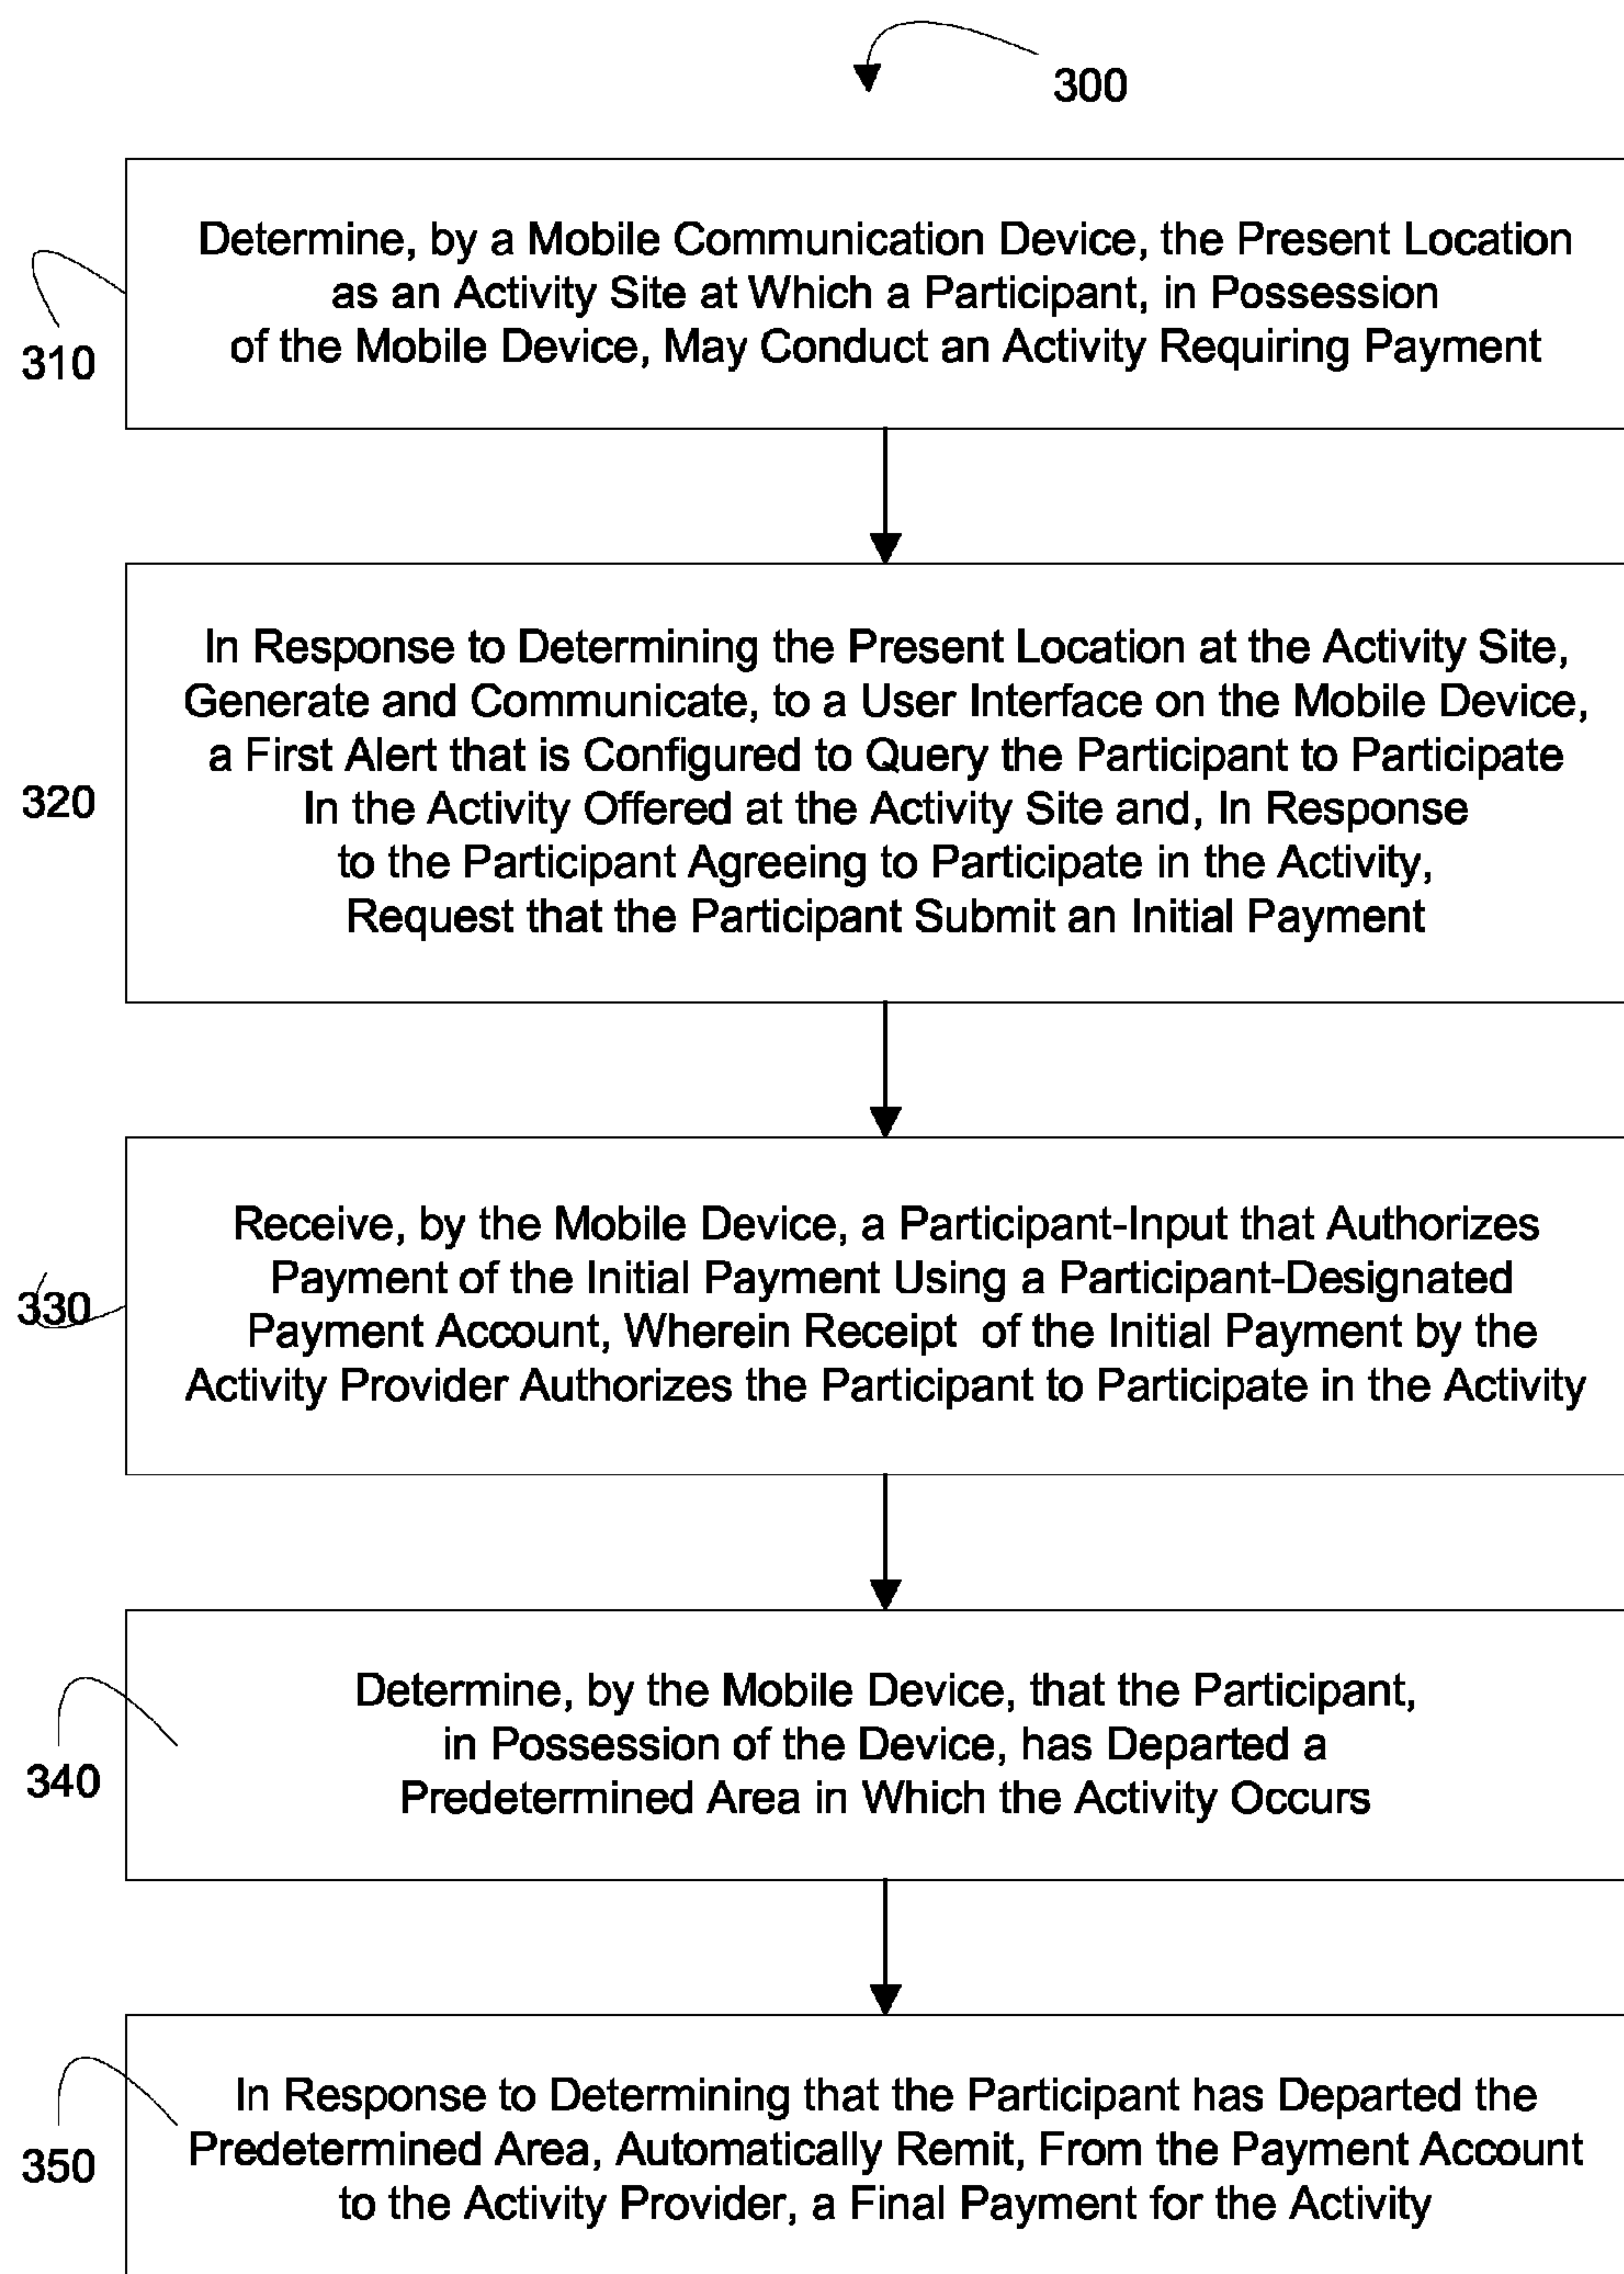 300
Determine, by a Mobile Communication Device, the Present Location
as an Activity Site at Which a Participant, in Possession
of the Mobile Device, May Conduct an Activity Requiring Payment
310
In Response to Determining the Present Location at the Activity Site,
Generate and Communicate, to a User Interface on the Mobile Device,
a First Alert that is Configured to Query the Participant to Participate
In the Activity Offered at the Activity Site and, In Response
to the Participant Agreeing to Participate in the Activity,
Request that the Participant Submit an Initial Payment
320
Receive, by the Mobile Device, a Participant-Input that Authorizes
Payment of the Initial Payment Using a Participant-Designated
Payment Account, Wherein Receipt of the Initial Payment by the
Activity Provider Authorizes the Participant to Participate in the Activity
330
Determine, by the Mobile Device, that the Participant,
in Possession of the Device, has Departed a
Predetermined Area in Which the Activity Occurs
340
In Response to Determining that the Participant has Departed the
Predetermined Area, Automatically Remit, From the Payment Account
to the Activity Provider, a Final Payment for the Activity
350